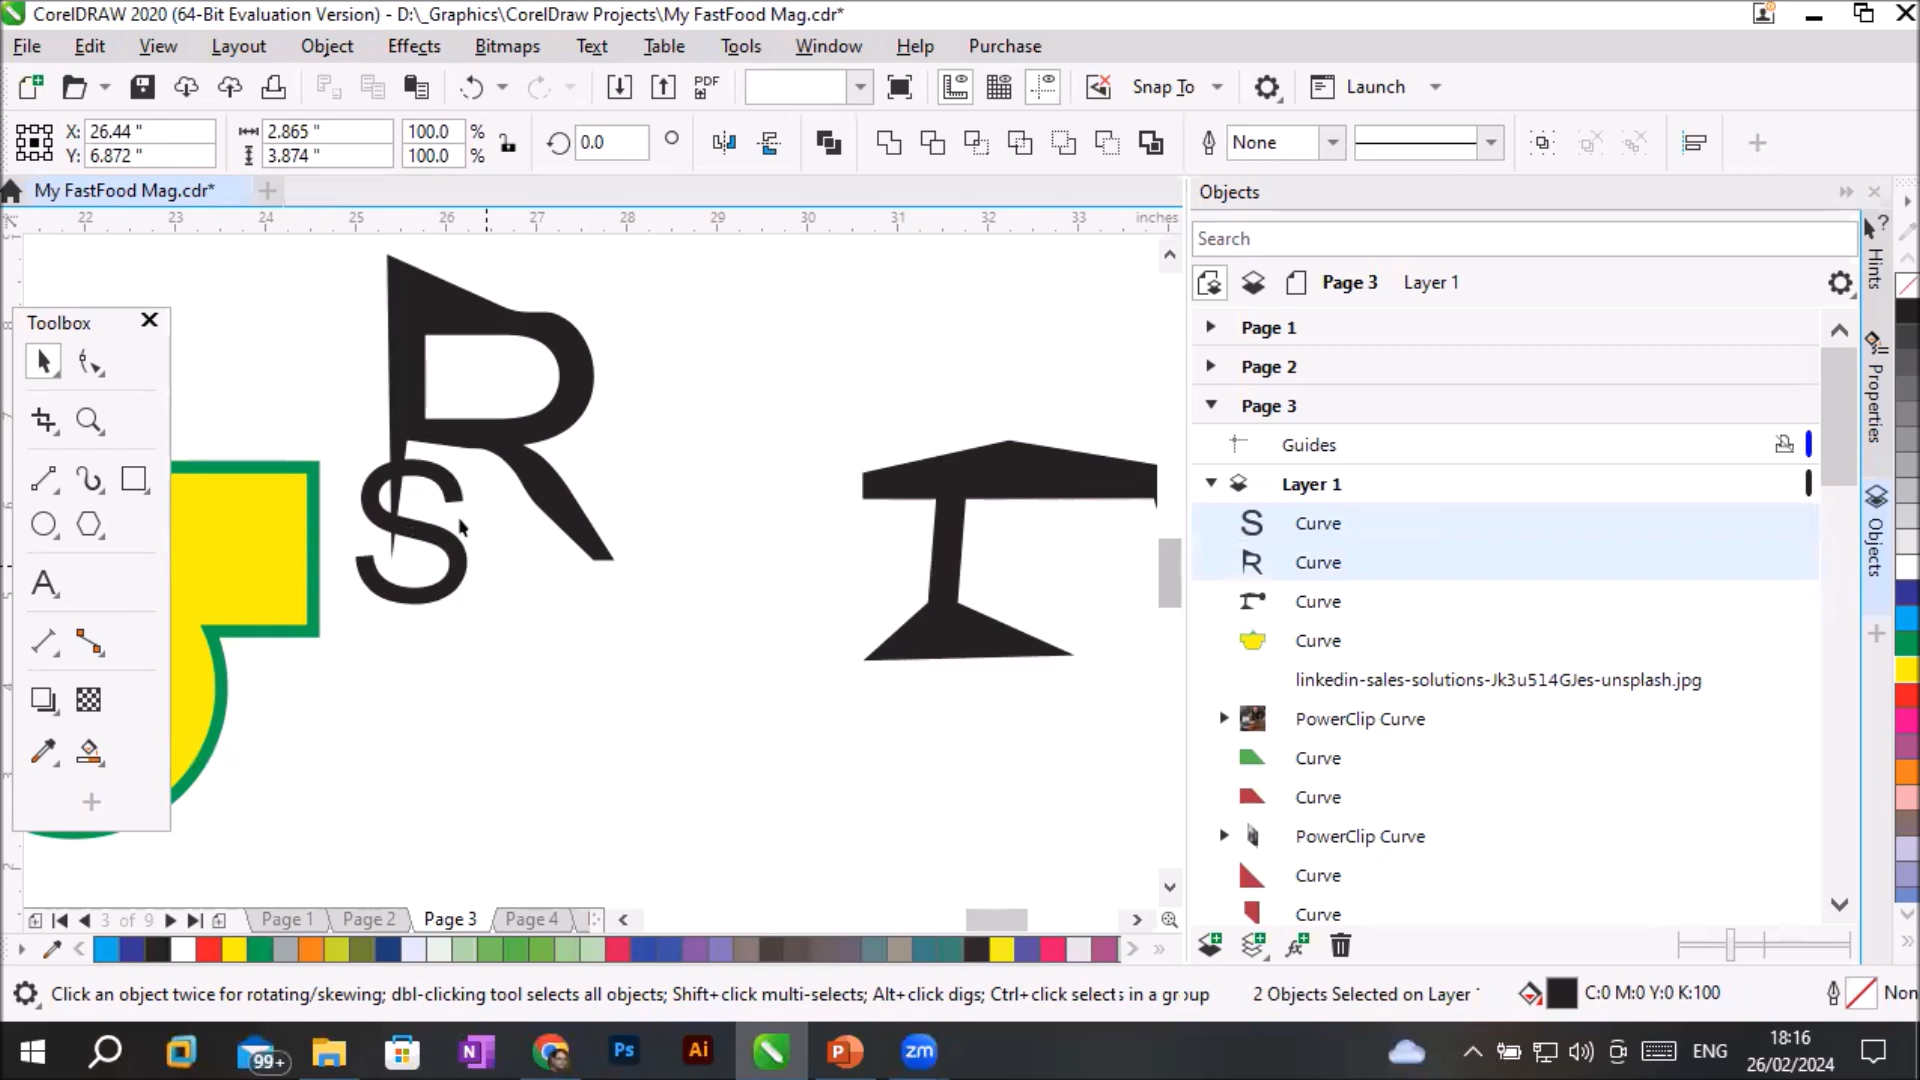 CorelDRAW 2020 (64-Bit Evaluation Version) - D:\_Graphics\CorelDraw Projects\My FastFood Mag.cdr*
File Edit View Layout Object Effects Bitmaps Text Table Tools Window Help Purchase
PDF Snap To Launch
X: 26.44 " 2.865 " 100.0 % 0.0 None
Y: 6.872 " 3.874 " 100.0 %
My FastFood Mag.cdr*
22 23 24 25 26 27 28 29 30 31 32 33 inches
Toolbox
R
S
Objects
Search
Page 3 Layer 1
Page 1
Page 2
Page 3
Guides
Layer 1
S Curve
R Curve
Curve
Curve
linkedin-sales-solutions-Jk3u514GJes-unsplash.jpg
PowerClip Curve
Curve
Curve
PowerClip Curve
Curve
Curve
Hints
Properties
Objects
3 of 9 Page 1 Page 2 Page 3 Page 4
Click an object twice for rotating/skewing; dbl-clicking tool selects all objects; Shift+click multi-selects; Alt+click digs; Ctrl+click selects in a group 2 Objects Selected on Layer C:0 M:0 Y:0 K:100 Non
99+ N Ps Ai P zm ENG 18:16
26/02/2024